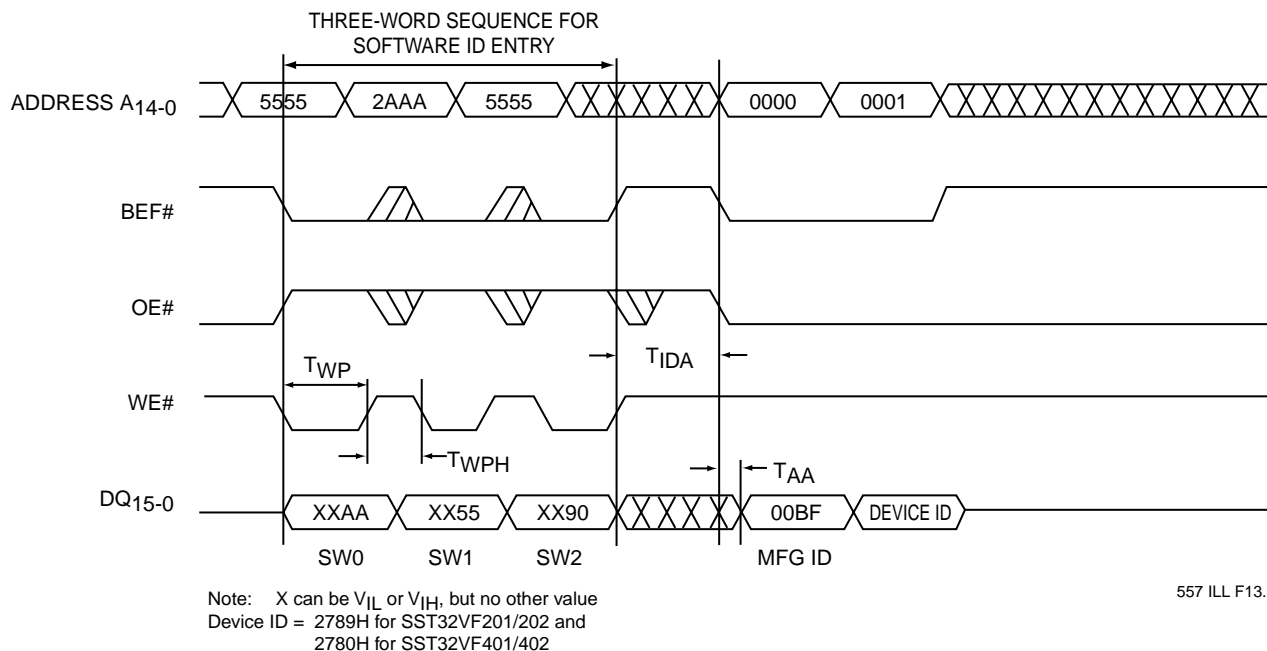 THREE-WORD SEQUENCE FOR
SOFTWARE ID ENTRY
ADDRESS A14-0
5555 2AAA 5555 0000 0001
BEF#
OE#
TWP TIDA
WE#
TWPH TAA
DQ15-0
XXAA XX55 XX90 00BF DEVICE ID
SW0 SW1 SW2 MFG ID
Note: X can be VIL or VIH, but no other value
Device ID = 2789H for SST32VF201/202 and
2780H for SST32VF401/402
557 ILL F13.